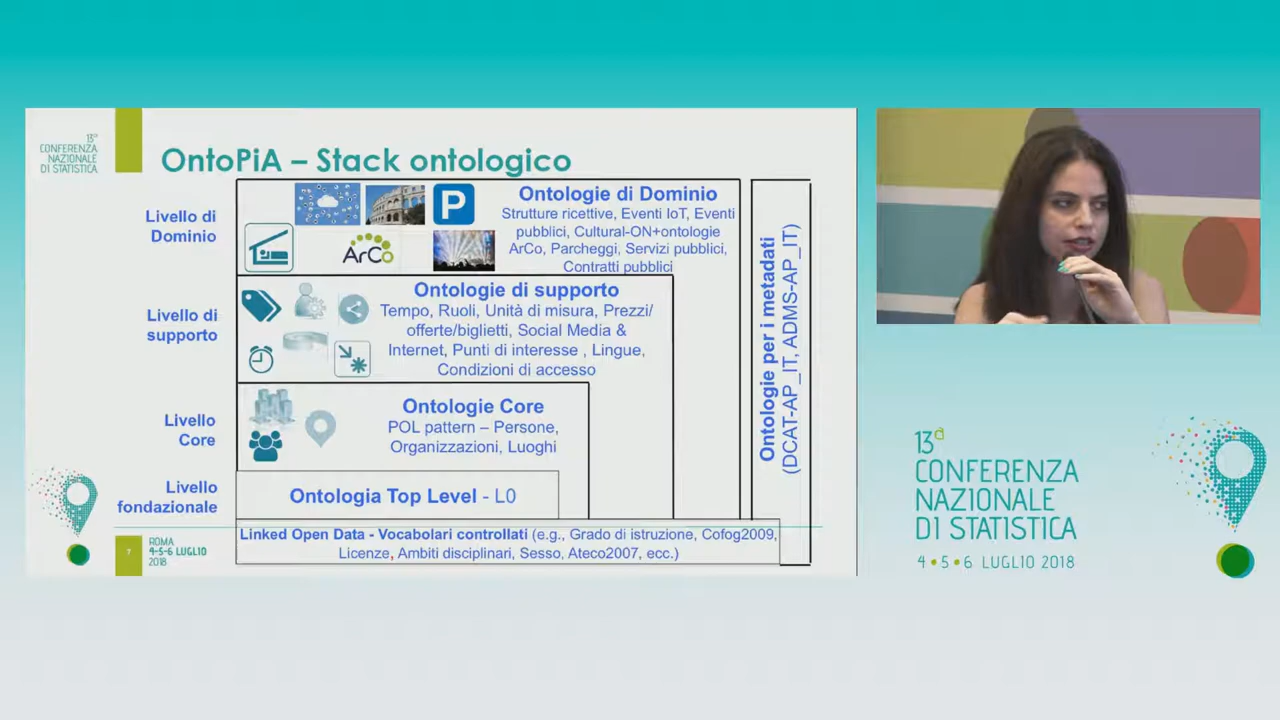 13ª
CONFERENZA
NAZIONALE
DI STATISTICA
OntoPiA – Stack ontologico
Livello di
Dominio
P
ArCo
Ontologie di Dominio
Strutture ricettive, Eventi IoT, Eventi
pubblici, Cultural-ON+ontologie
ArCo, Parcheggi, Servizi pubblici,
Contratti pubblici
Livello di
supporto
Ontologie di supporto
Tempo, Ruoli, Unità di misura, Prezzi/
offerte/biglietti, Social Media &
Internet, Punti di interesse , Lingue,
Condizioni di accesso
Livello
Core
Ontologie Core
POL pattern – Persone,
Organizzazioni, Luoghi
Livello
fondazionale
Ontologia Top Level - L0
Linked Open Data - Vocabolari controllati (e.g., Grado di istruzione, Cofog2009,
Licenze, Ambiti disciplinari, Sesso, Ateco2007, ecc.)
Ontologie per i metadati
(DCAT-AP_IT, ADMS-AP_IT)
7
ROMA
4-5-6 LUGLIO
2018
13ª
CONFERENZA
NAZIONALE
DI STATISTICA
4•5•6 LUGLIO 2018